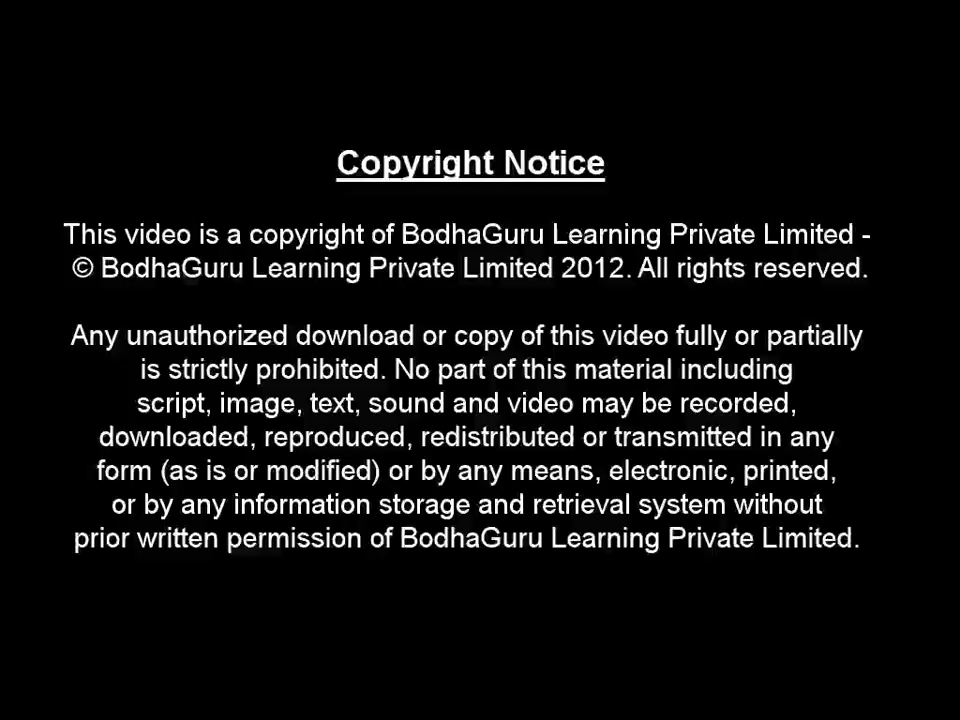 Copyright Notice
This video is a copyright of BodhaGuru Learning Private Limited -
© BodhaGuru Learning Private Limited 2012. All rights reserved.
Any unauthorized download or copy of this video fully or partially
is strictly prohibited. No part of this material including
script, image, text, sound and video may be recorded,
downloaded, reproduced, redistributed or transmitted in any
form (as is or modified) or by any means, electronic, printed,
or by any information storage and retrieval system without
prior written permission of BodhaGuru Learning Private Limited.